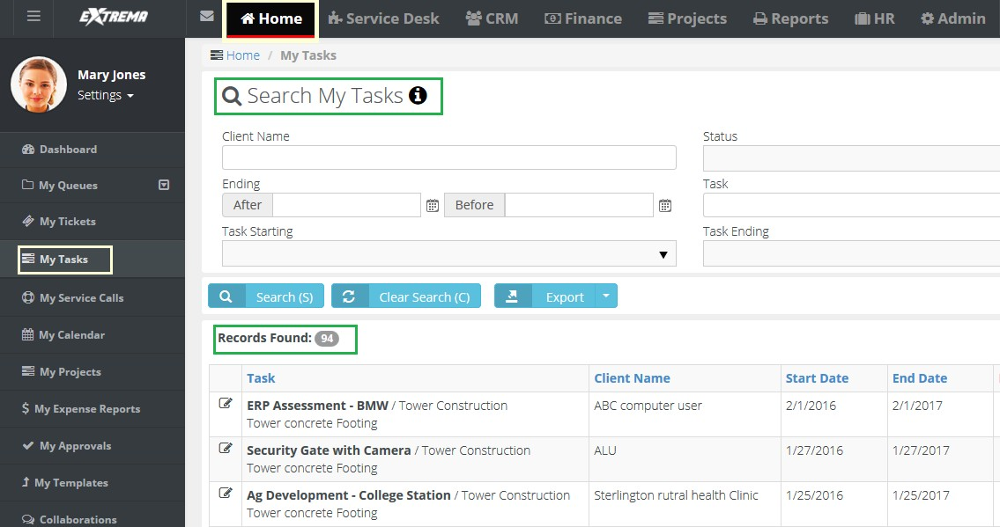 EXTREMA
Home
Service Desk
CRM
Finance
Projects
Reports
HR
Admin
Mary Jones
Settings
Dashboard
My Queues
My Tickets
My Tasks
My Service Calls
My Calendar
My Projects
$ My Expense Reports
My Approvals
My Templates
Collaborations
Home / My Tasks
Search My Tasks
Client Name
Status
Ending
Task
After
Before
Task Starting
Task Ending
Search (S)
Clear Search (C)
Export
Records Found: 94
Task Client Name Start Date End Date
ERP Assessment - BMW / Tower Construction ABC computer user 2/1/2016 2/1/2017
Tower concrete Footing
Security Gate with Camera / Tower Construction ALU 1/27/2016 1/27/2017
Tower concrete Footing
Ag Development - College Station / Tower Construction Sterlington rutral health Clinic 1/25/2016 1/25/2017
Tower concrete Footing